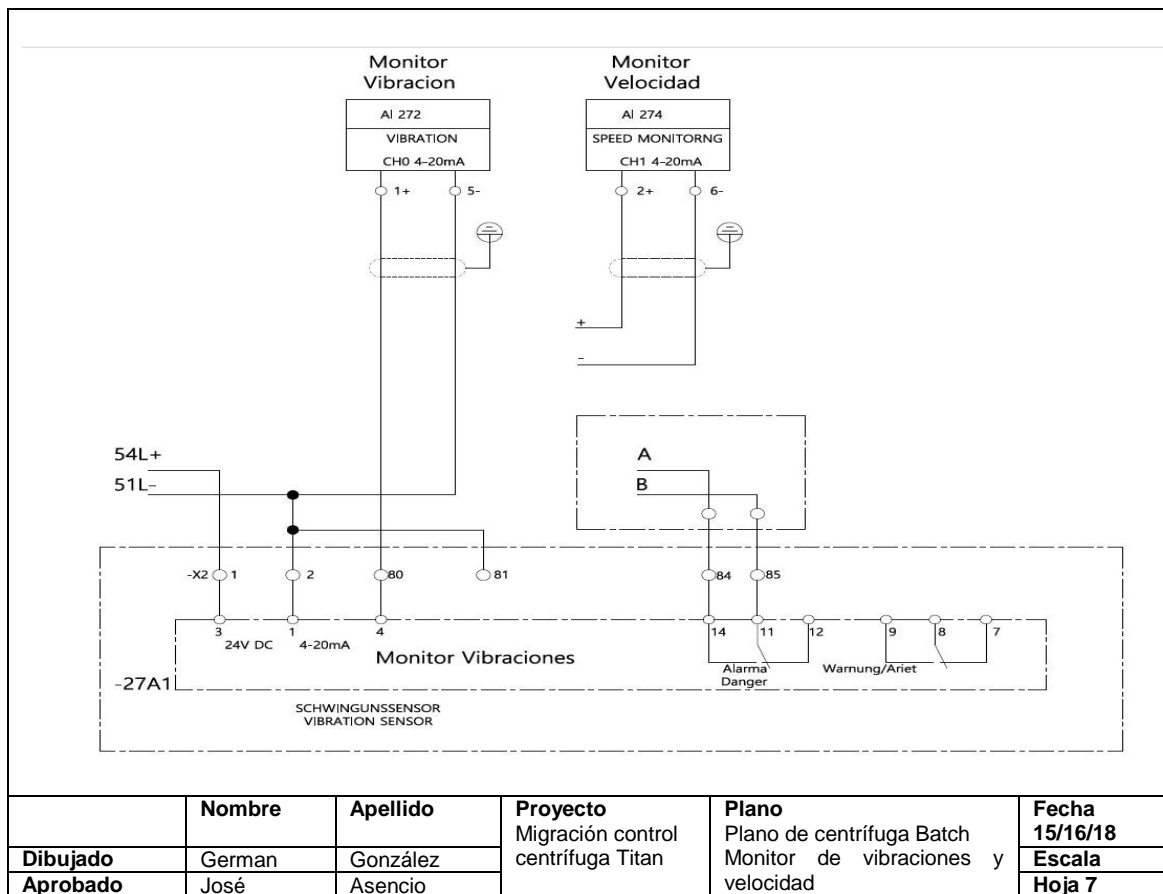 Monitor
Vibracion
Monitor
Velocidad
AI 272
VIBRATION
CH0 4-20mA
AI 274
SPEED MONITORNG
CH1 4-20mA
1+
5-
2+
6-
+
-
54L+
51L-
A
B
-X2 1
2
80
81
84
85
3
1
4
14
11
12
9
8
7
24V DC
4-20mA
Monitor Vibraciones
Alarma
Danger
Warnung/Ariet
-27A1
SCHWINGUNSSENSOR
VIBRATION SENSOR
Nombre
Apellido
Proyecto
Migración control
centrífuga Titan
Plano
Plano de centrífuga Batch
Monitor de vibraciones y
velocidad
Fecha
15/16/18
Dibujado
German
González
Escala
Aprobado
José
Asencio
Hoja 7